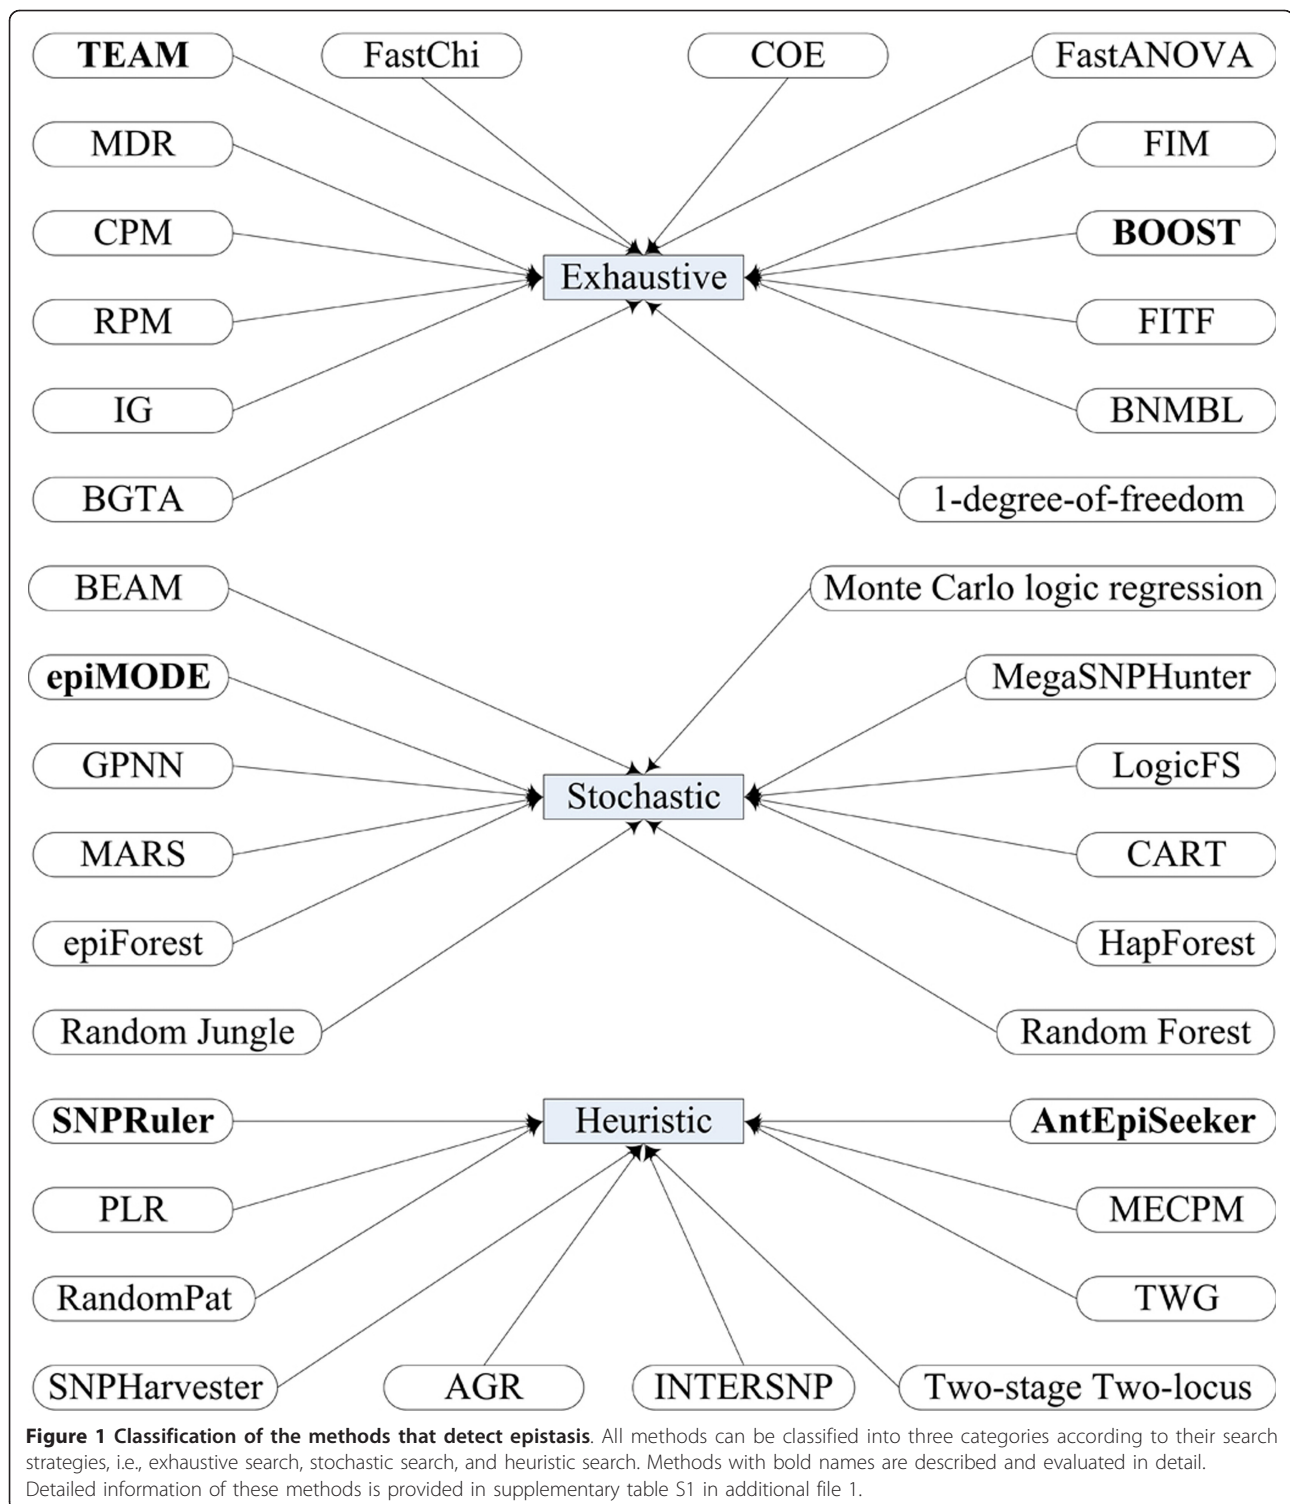 TEAM
FastChi
COE
FastANOVA
MDR
FIM
CPM
BOOST
Exhaustive
RPM
FITF
IG
BNMBL
BGTA
1-degree-of-freedom
BEAM
Monte Carlo logic regression
epiMODE
MegaSNPHunter
GPNN
LogicFS
Stochastic
MARS
CART
epiForest
HapForest
Random Jungle
Random Forest
SNPRuler
Heuristic
AntEpiSeeker
PLR
MECPM
RandomPat
TWG
SNPHarvester
AGR
INTERSNP
Two-stage Two-locus
Figure 1 Classification of the methods that detect epistasis. All methods can be classified into three categories according to their search
strategies, i.e., exhaustive search, stochastic search, and heuristic search. Methods with bold names are described and evaluated in detail.
Detailed information of these methods is provided in supplementary table S1 in additional file 1.